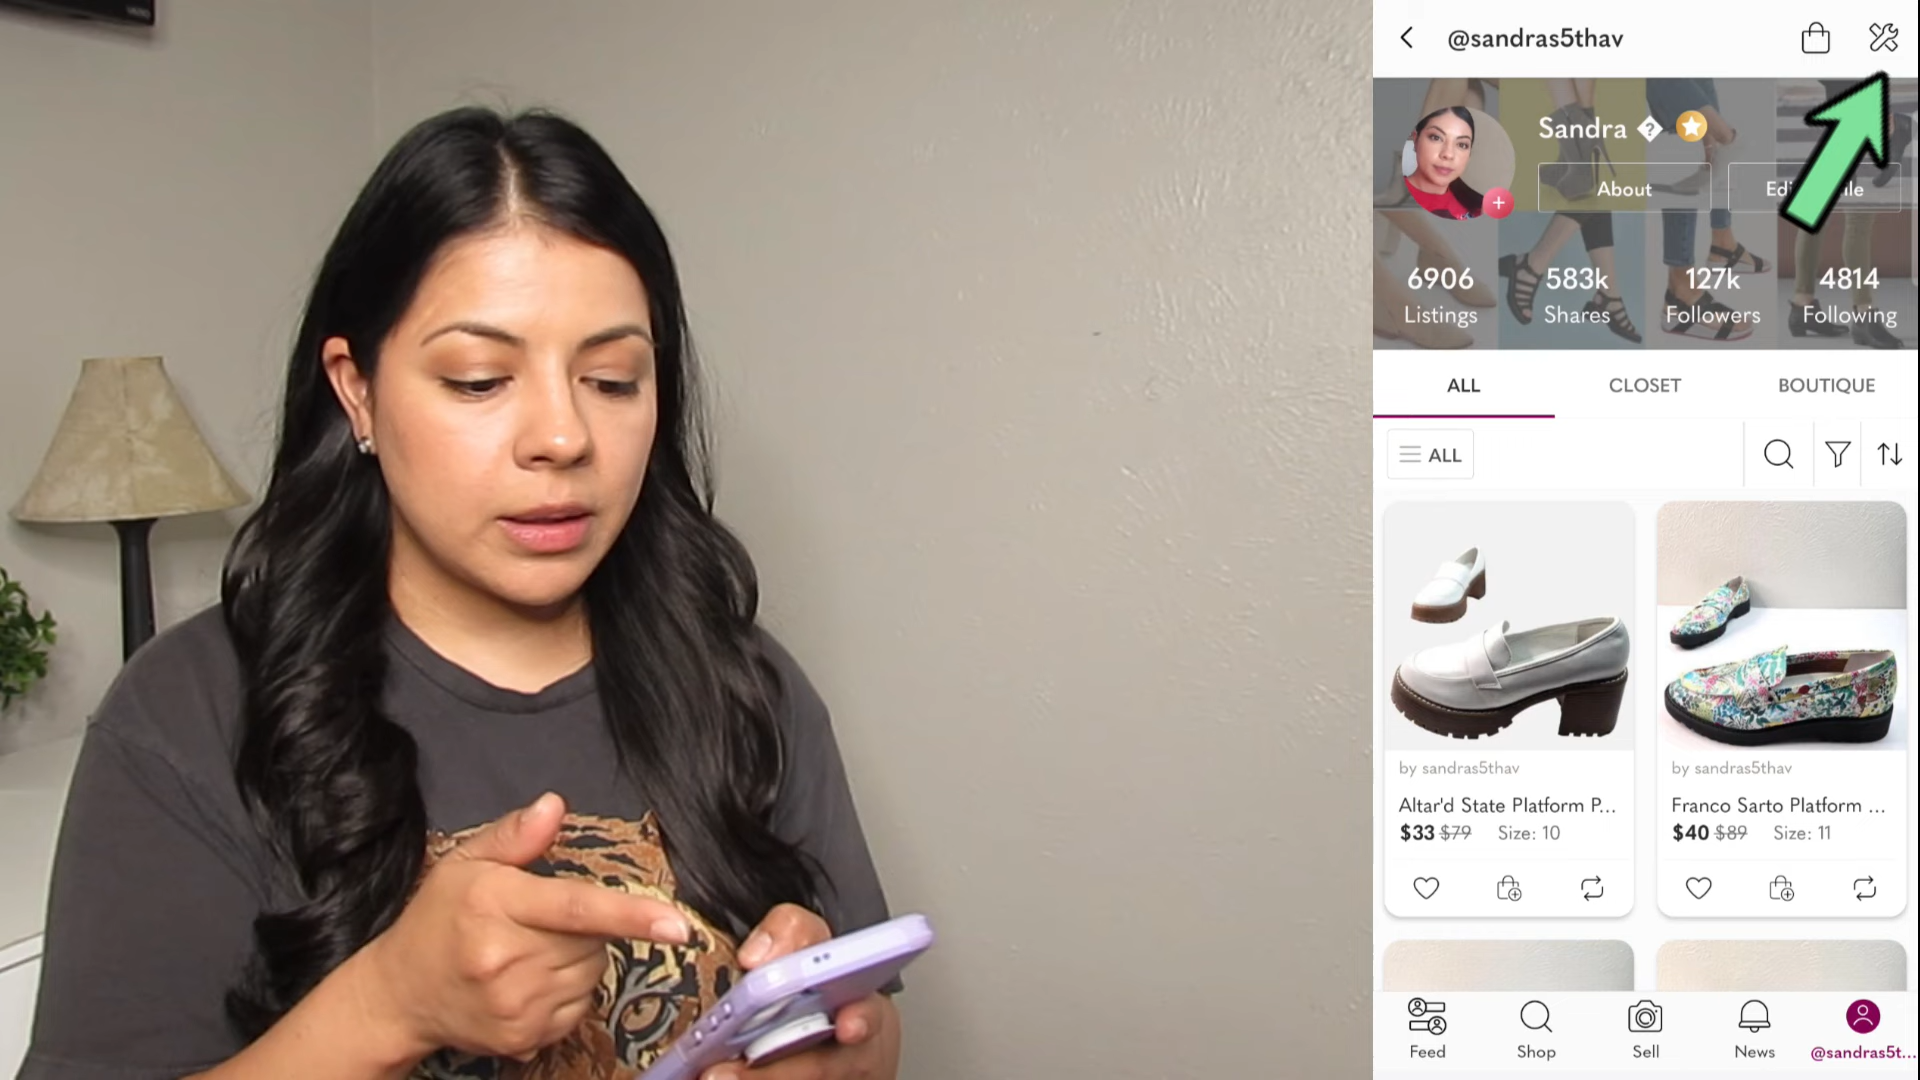 @sandras5thav
Sandra
About
6906
583k
127k
4814
Listings
Shares
Followers
Following
ALL
CLOSET
BOUTIQUE
ALL
by sandras5thav
by sandras5thav
Altar'd State Platform P...
Franco Sarto Platform ...
$33 $79 Size: 10
$40 $89 Size: 11
Feed
Shop
Sell
News
@sandras5t...